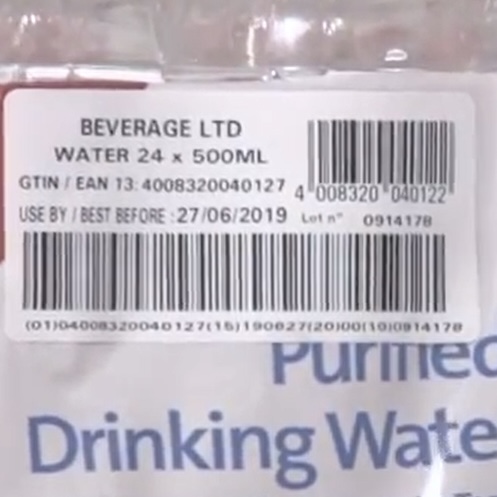 BEVERAGE LTD
WATER 24 x 500ML
GTIN / EAN 13: 4008320040127
4 008320 040122
USE BY / BEST BEFORE : 27/06/2019 Lot n° 0914178
(01)04008320040127(15)190627(20)00(10)0914178
Purified
Drinking Wate